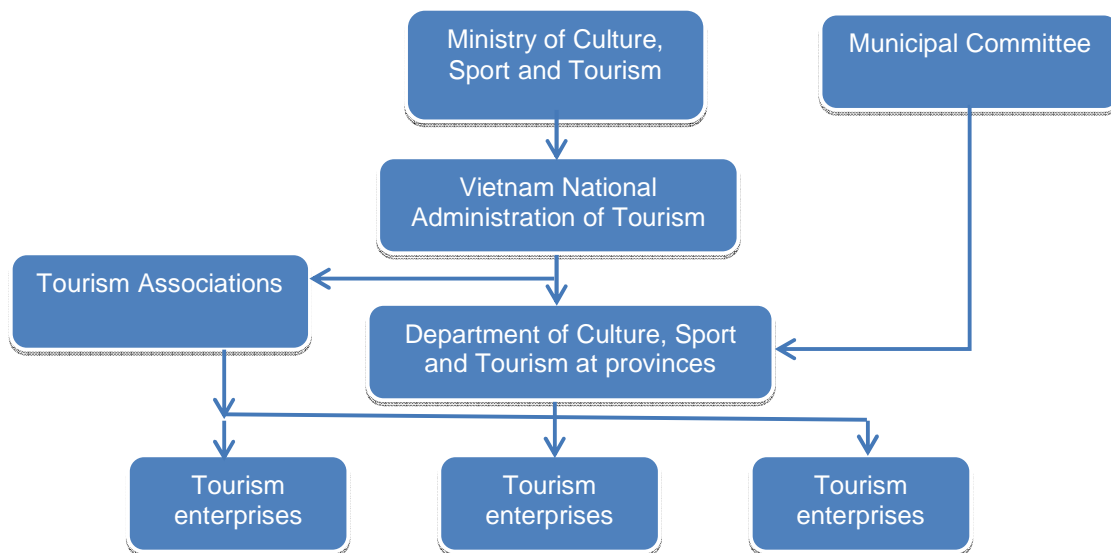 Ministry of Culture,
Sport and Tourism
Municipal Committee
Vietnam National
Administration of Tourism
Tourism Associations
Department of Culture, Sport
and Tourism at provinces
Tourism
enterprises
Tourism
enterprises
Tourism
enterprises